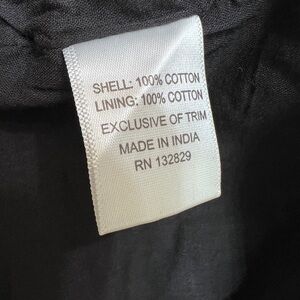 SHELL: 100% COTTON
LINING: 100% COTTON
EXCLUSIVE OF TRIM
MADE IN INDIA
RN 132829